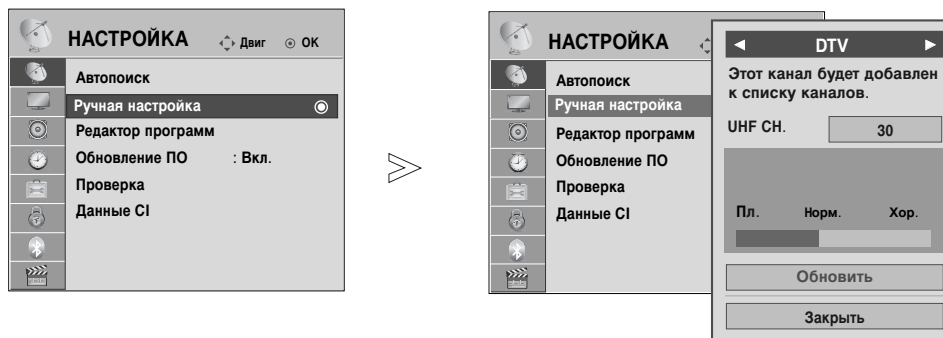 НАСТРОЙКА Двиг OK
Автопоиск
Ручная настройка
Редактор программ
Обновление ПО : Вкл.
Проверка
Данные CI
НАСТРОЙКА
Автопоиск
Ручная настройка
Редактор программ
Обновление ПО
Проверка
Данные CI
DTV
Этот канал будет добавлен
к списку каналов.
UHF CH. 30
Пл. Норм. Хор.
Обновить
Закрыть